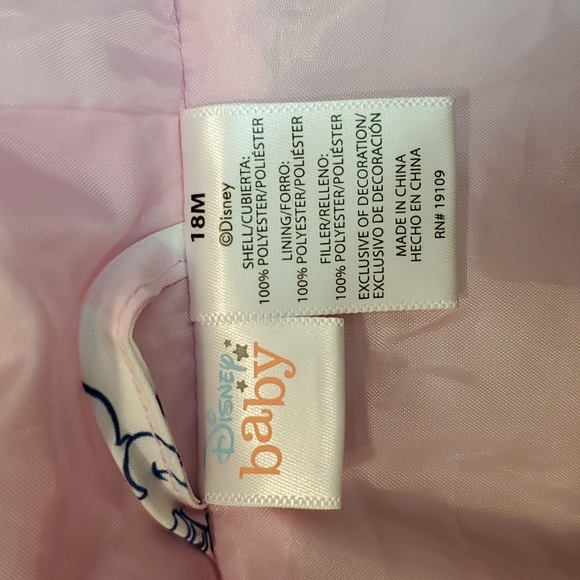 18M
©Disney
SHELL/CUBIERTA:
100% POLYESTER/POLIÉSTER
LINING/FORRO:
100% POLYESTER/POLIÉSTER
FILLER/RELLENO:
100% POLYESTER/POLIÉSTER
EXCLUSIVE OF DECORATION/
EXCLUSIVO DE DECORACIÓN
MADE IN CHINA
HECHO EN CHINA
RN# 19109
Disney
baby